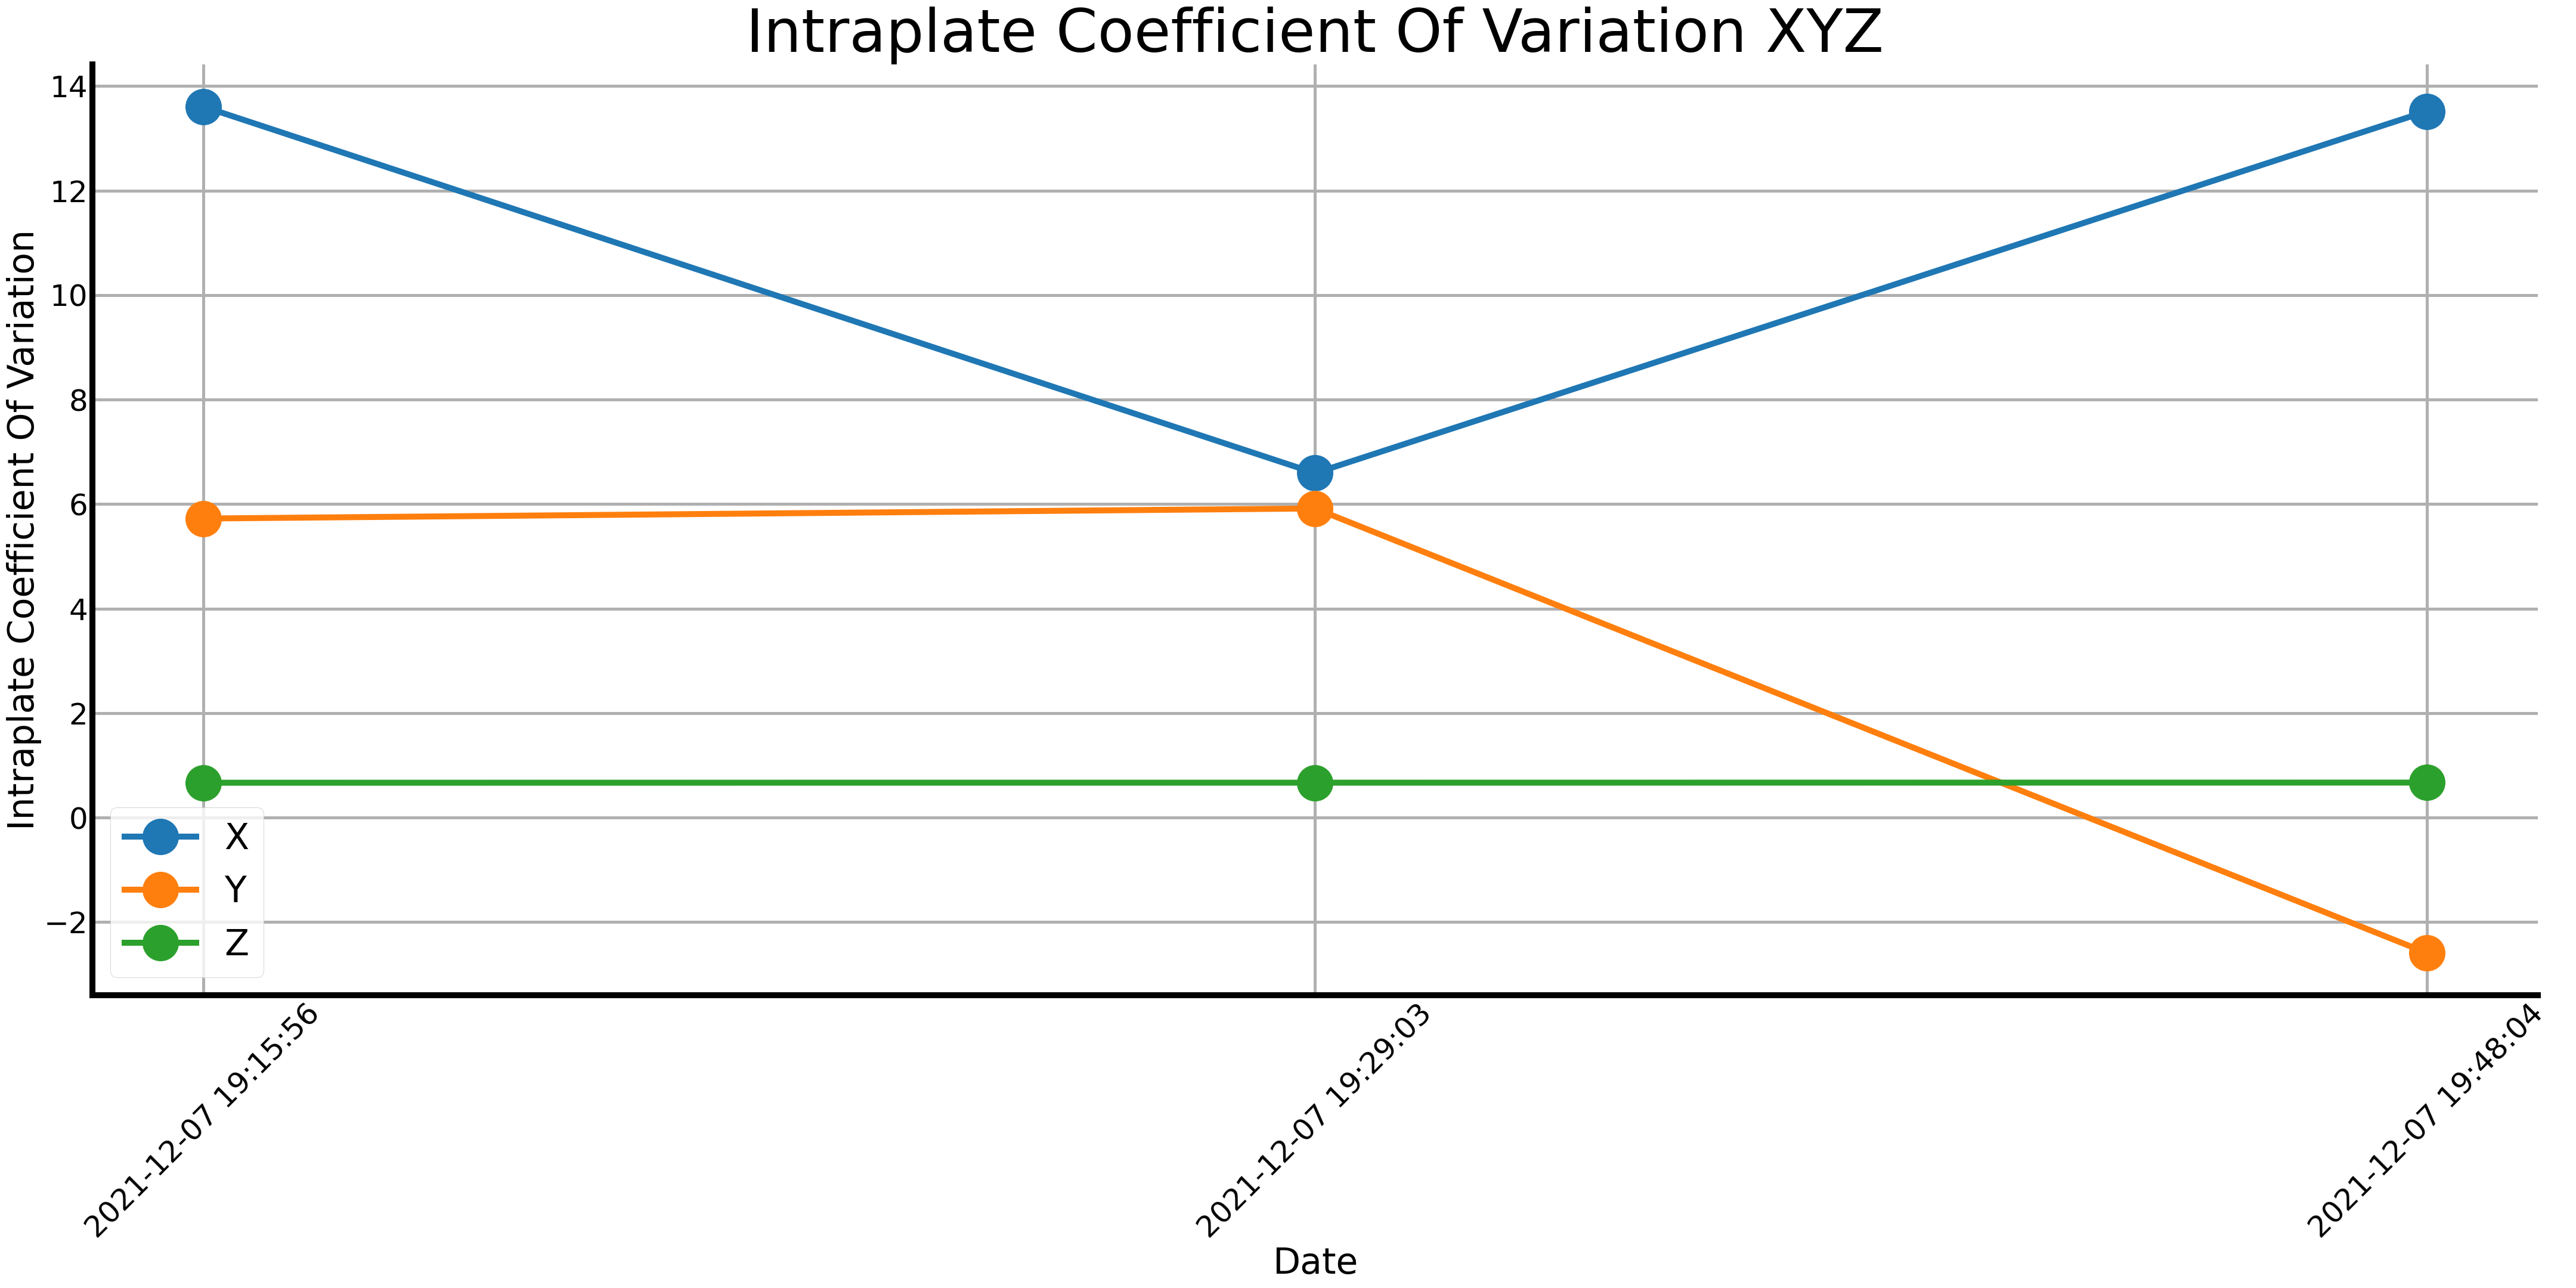 Intraplate Coefficient Of Variation XYZ
Intraplate Coefficient Of Variation
14
12
10
8
6
4
2
0
−2
X
Y
Z
2021-12-07 19:15:56
2021-12-07 19:29:03
2021-12-07 19:48:04
Date